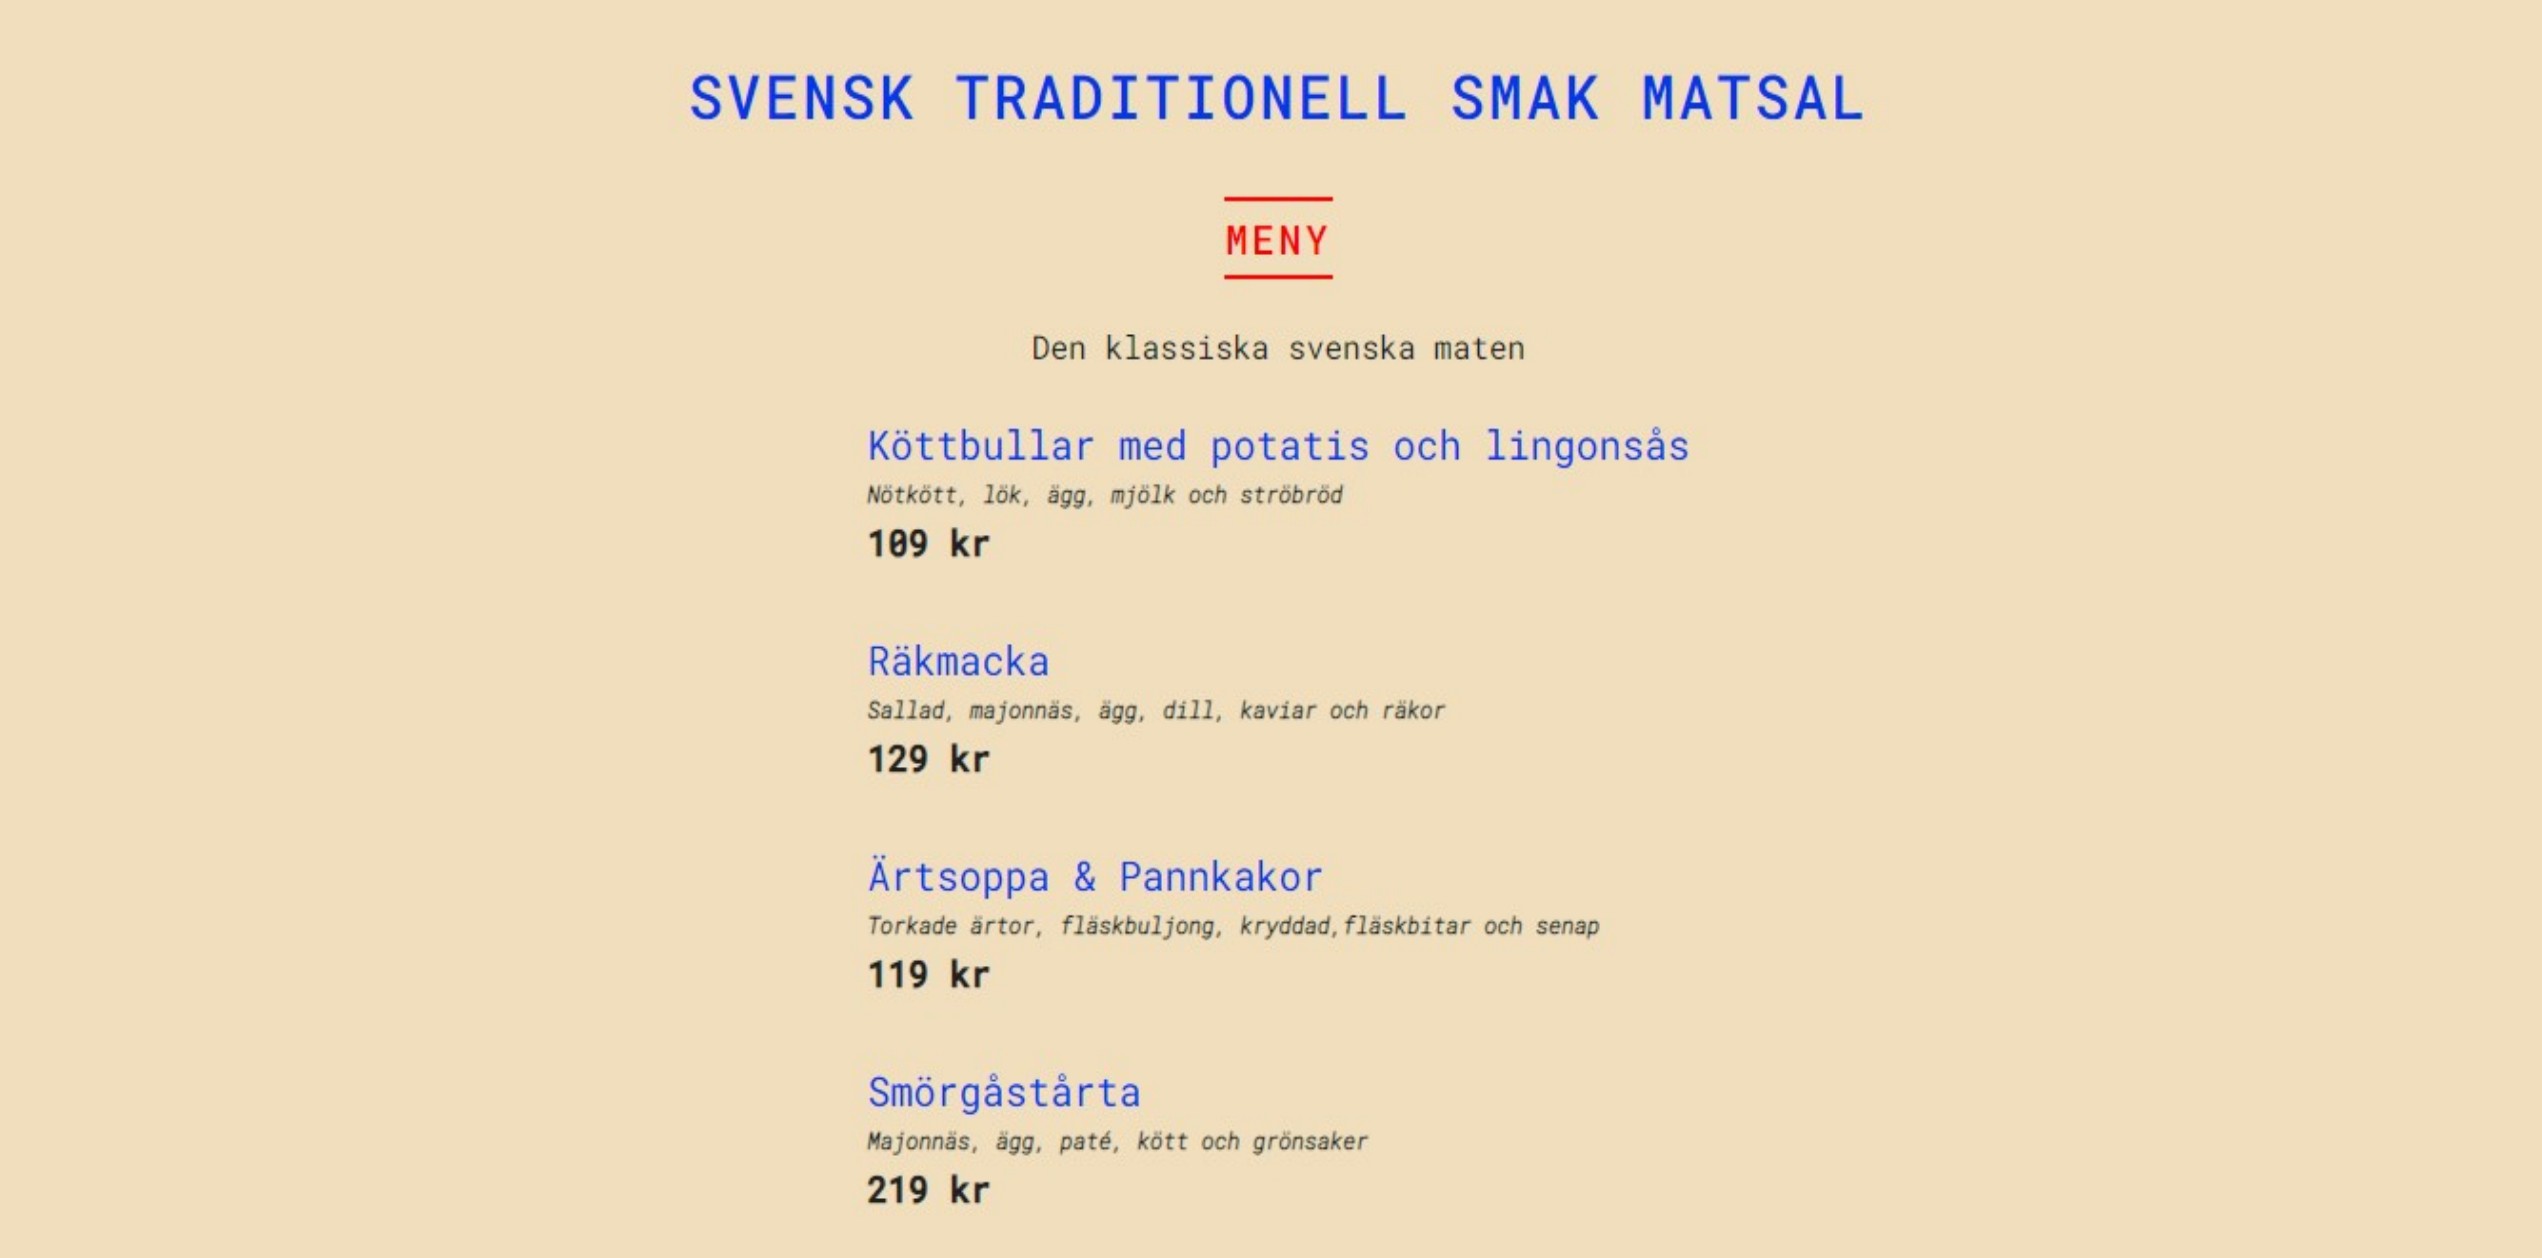 SVENSK TRADITIONELL SMAK MATSAL
MENY
Den klassiska svenska maten
Köttbullar med potatis och lingonsås
Nötkött, lök, ägg, mjölk och ströbröd
109 kr
Räkmacka
Sallad, majonnäs, ägg, dill, kaviar och räkor
129 kr
Ärtsoppa & Pannkakor
Torkade ärtor, fläskbuljong, kryddad,fläskbitar och senap
119 kr
Smörgåstårta
Majonnäs, ägg, paté, kött och grönsaker
219 kr